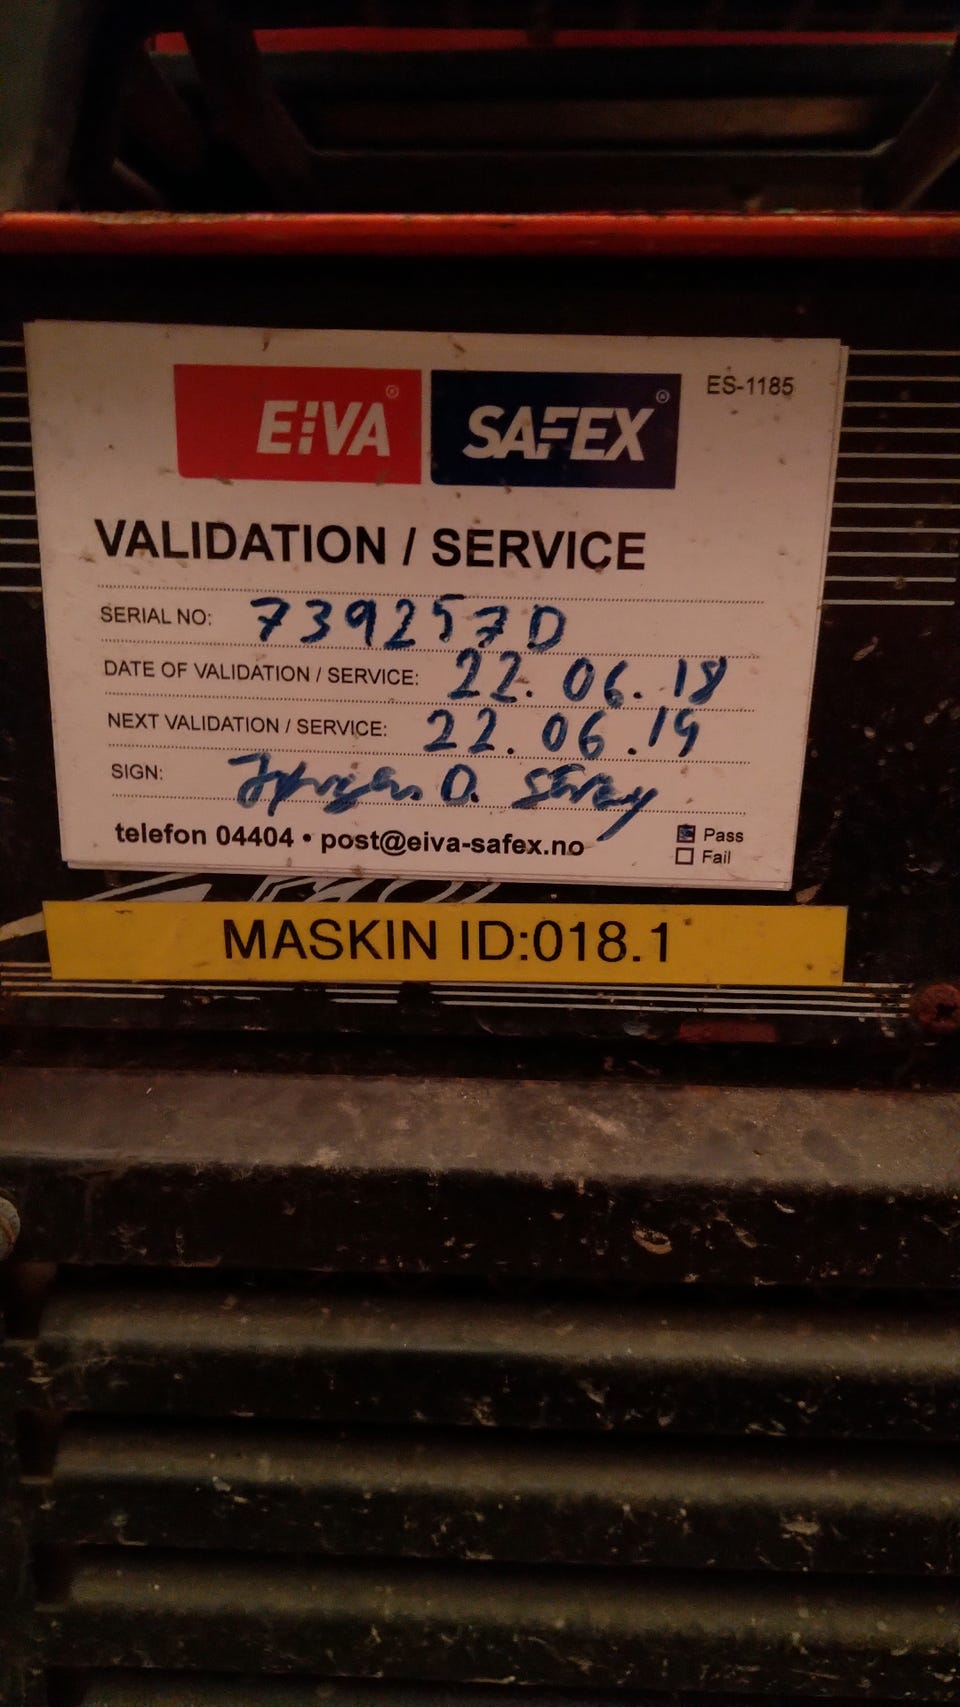 EIVA® SAFEX® ES-1185
VALIDATION / SERVICE
SERIAL NO: 7392570
DATE OF VALIDATION / SERVICE: 22.06.18
NEXT VALIDATION / SERVICE: 22.06.19
SIGN: D.
telefon 04404 • post@eiva-safex.no
Pass
Fail
MASKIN ID:018.1